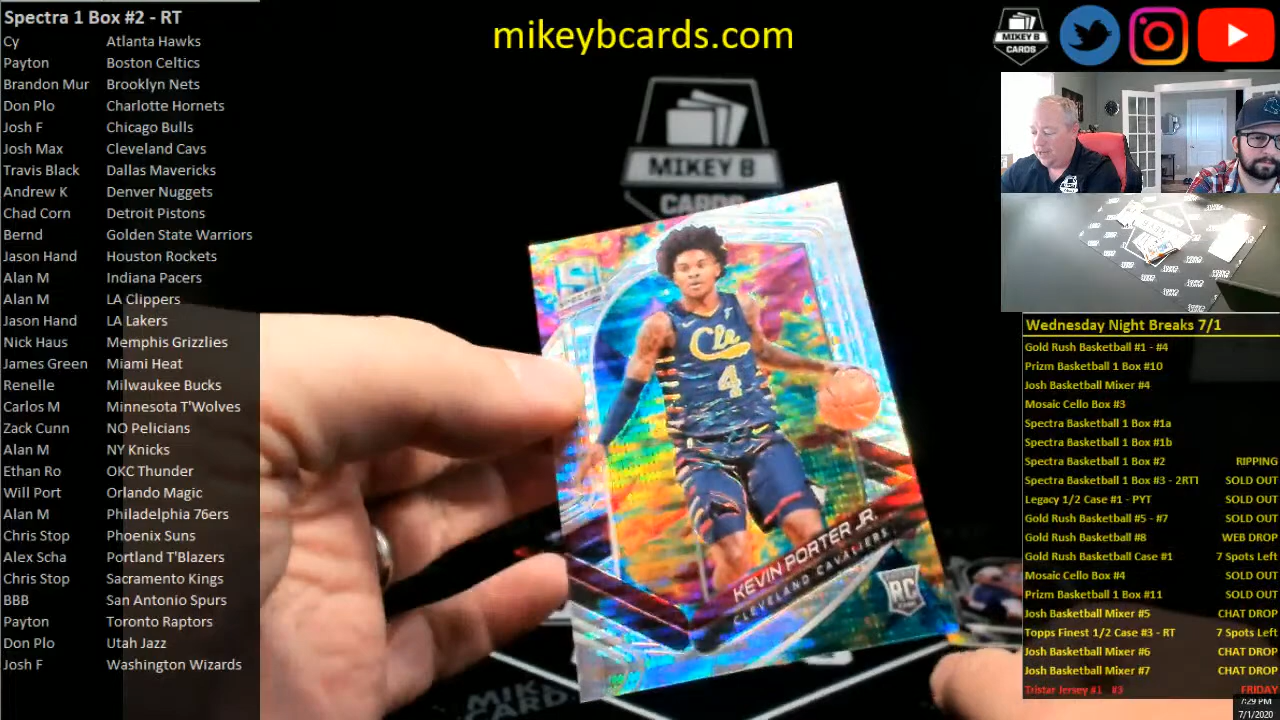 Spectra 1 Box #2 - RT
Cy Atlanta Hawks
Payton Boston Celtics
Brandon Mur Brooklyn Nets
Don Plo Charlotte Hornets
Josh F Chicago Bulls
Josh Max Cleveland Cavs
Travis Black Dallas Mavericks
Andrew K Denver Nuggets
Chad Corn Detroit Pistons
Bernd Golden State Warriors
Jason Hand Houston Rockets
Alan M Indiana Pacers
Alan M LA Clippers
Jason Hand LA Lakers
Nick Haus Memphis Grizzlies
James Green Miami Heat
Renelle Milwaukee Bucks
Carlos M Minnesota T'Wolves
Zack Cunn NO Pelicians
Alan M NY Knicks
Ethan Ro OKC Thunder
Will Port Orlando Magic
Alan M Philadelphia 76ers
Chris Stop Phoenix Suns
Alex Scha Portland T'Blazers
Chris Stop Sacramento Kings
BBB San Antonio Spurs
Payton Toronto Raptors
Don Plo Utah Jazz
Josh F Washington Wizards
mikeybcards.com
MIKEY B
CARDS
SPECTRA
Cle
4
KEVIN PORTER JR.
CLEVELAND CAVALIERS
RC
MIKEY B
CARDS
Wednesday Night Breaks 7/1
Gold Rush Basketball #1 - #4
Prizm Basketball 1 Box #10
Josh Basketball Mixer #4
Mosaic Cello Box #3
Spectra Basketball 1 Box #1a
Spectra Basketball 1 Box #1b
Spectra Basketball 1 Box #2 RIPPING
Spectra Basketball 1 Box #3 - 2RT1 SOLD OUT
Legacy 1/2 Case #1 - PYT SOLD OUT
Gold Rush Basketball #5 - #7 SOLD OUT
Gold Rush Basketball #8 WEB DROP
Gold Rush Basketball Case #1 7 Spots Left
Mosaic Cello Box #4 SOLD OUT
Prizm Basketball 1 Box #11 SOLD OUT
Josh Basketball Mixer #5 CHAT DROP
Topps Finest 1/2 Case #3 - RT 7 Spots Left
Josh Basketball Mixer #6 CHAT DROP
Josh Basketball Mixer #7 CHAT DROP
Tristar Jersey #1 - #3 FRIDAY
7:29 PM
7/1/2020